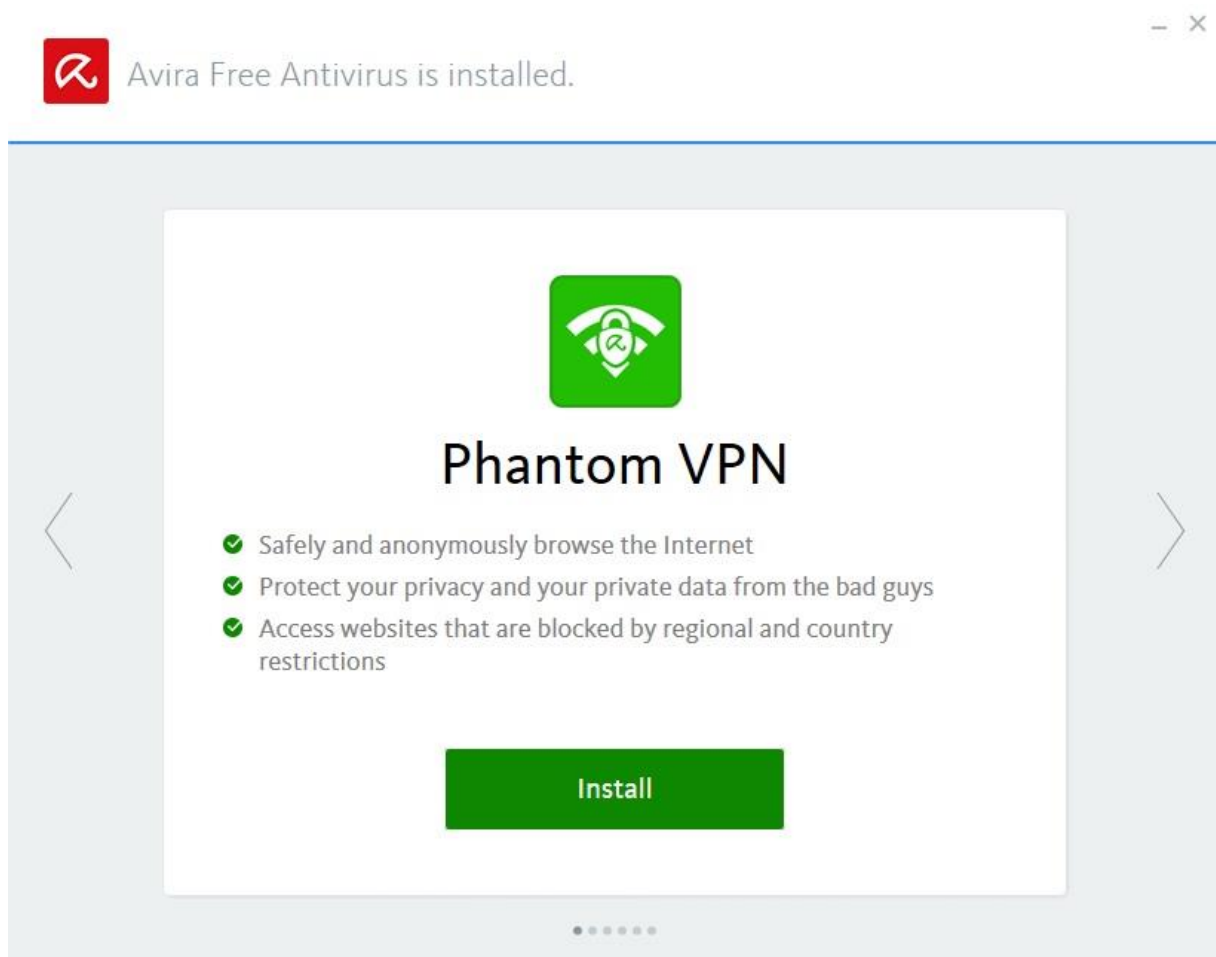 Avira Free Antivirus is installed.
Phantom VPN
Safely and anonymously browse the Internet
Protect your privacy and your private data from the bad guys
Access websites that are blocked by regional and country
restrictions
Install